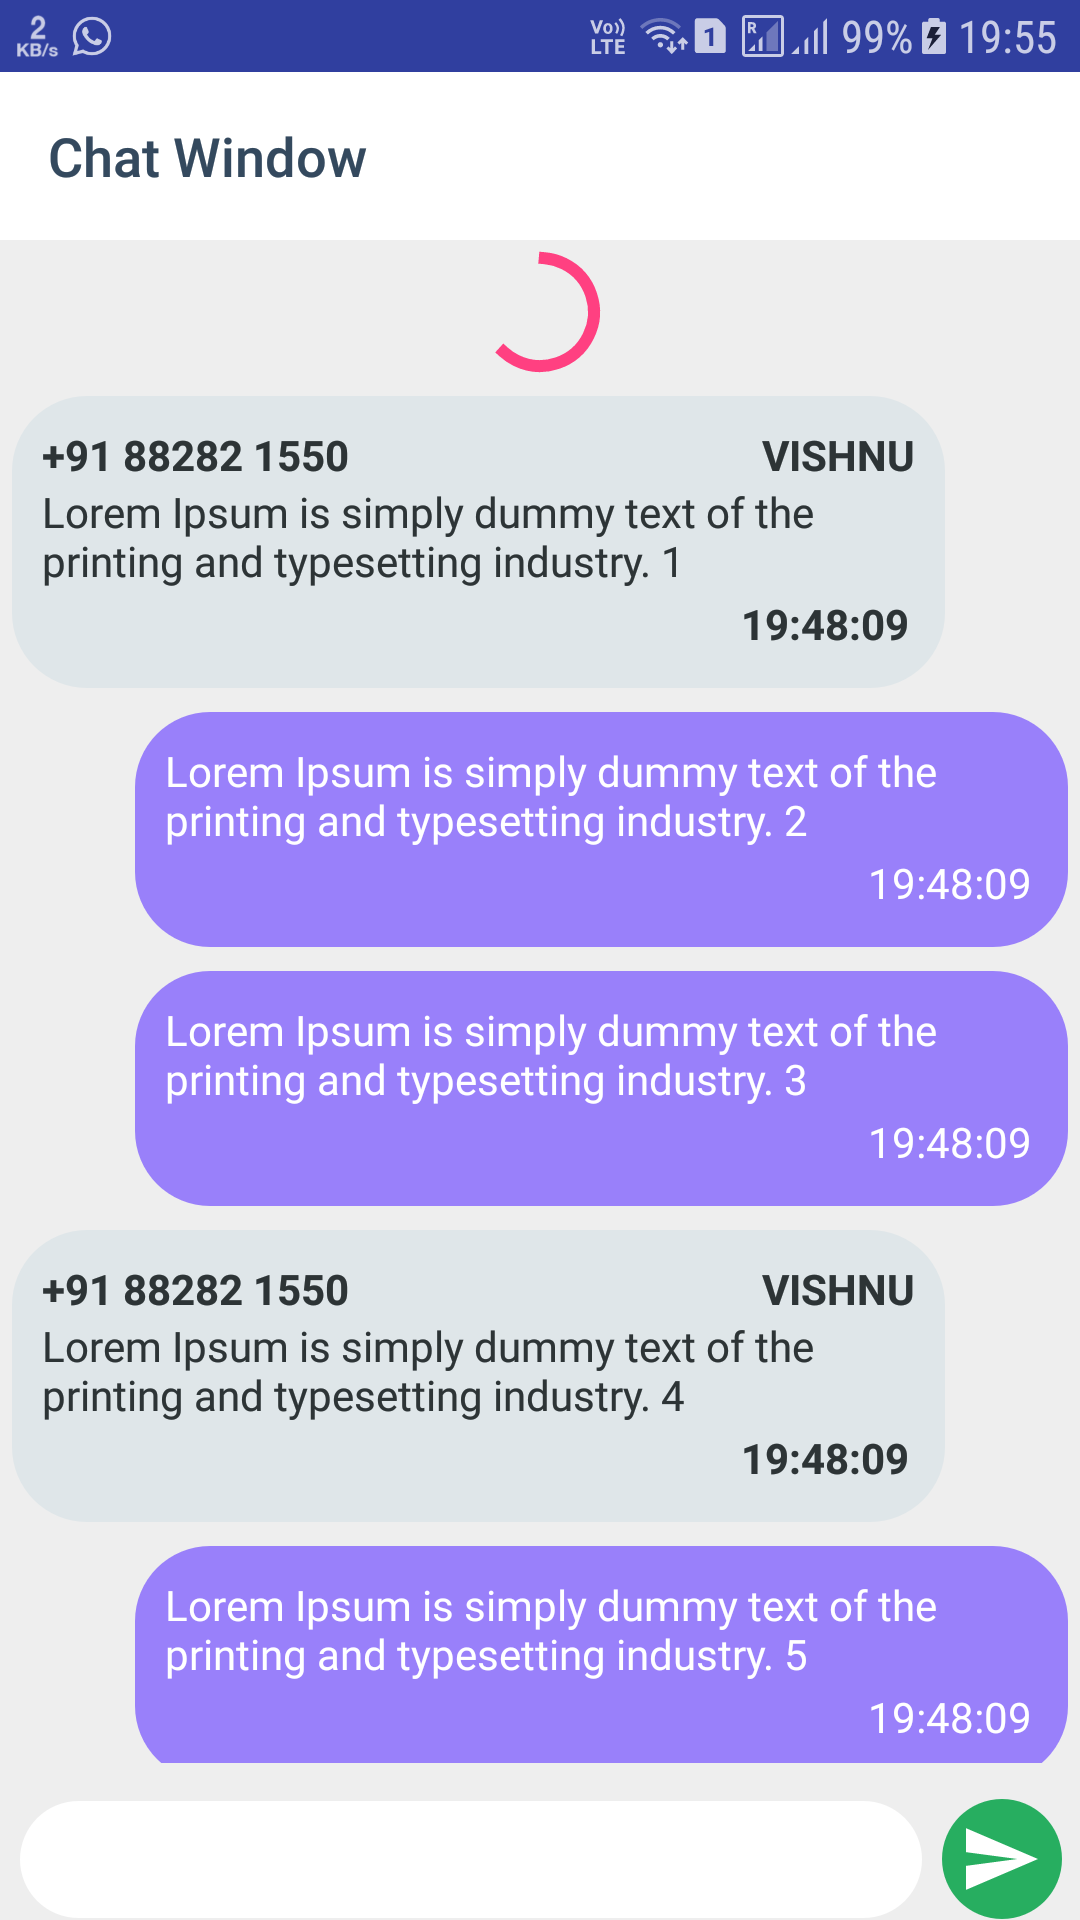 2
KB/s
Vo))
LTE
1
R
99%
19:55
Chat Window
+91 88282 1550 VISHNU
Lorem Ipsum is simply dummy text of the
printing and typesetting industry. 1
19:48:09
Lorem Ipsum is simply dummy text of the
printing and typesetting industry. 2
19:48:09
Lorem Ipsum is simply dummy text of the
printing and typesetting industry. 3
19:48:09
+91 88282 1550 VISHNU
Lorem Ipsum is simply dummy text of the
printing and typesetting industry. 4
19:48:09
Lorem Ipsum is simply dummy text of the
printing and typesetting industry. 5
19:48:09